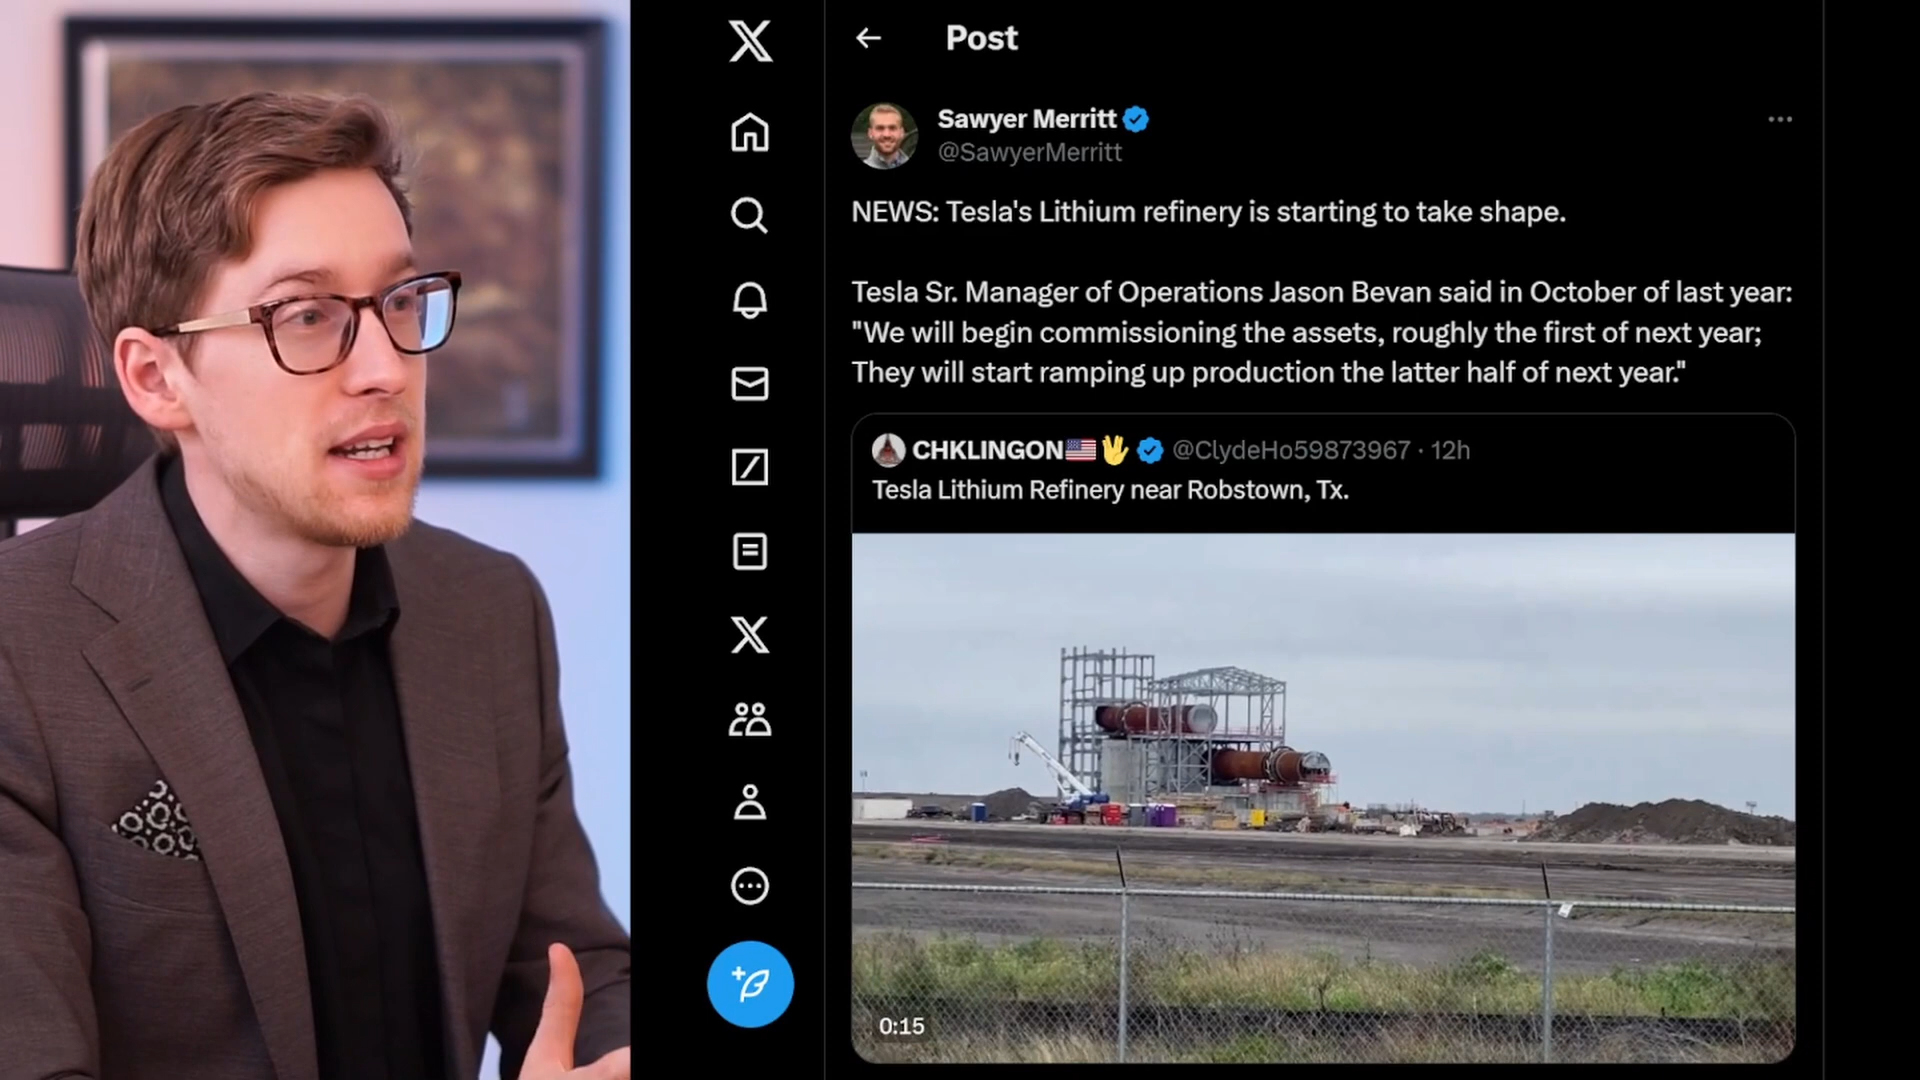 Post
Sawyer Merritt
@SawyerMerritt
NEWS: Tesla's Lithium refinery is starting to take shape.
Tesla Sr. Manager of Operations Jason Bevan said in October of last year:
"We will begin commissioning the assets, roughly the first of next year;
They will start ramping up production the latter half of next year."
CHKLINGON🇺🇸🖖 @ClydeHo59873967 · 12h
Tesla Lithium Refinery near Robstown, Tx.
0:15